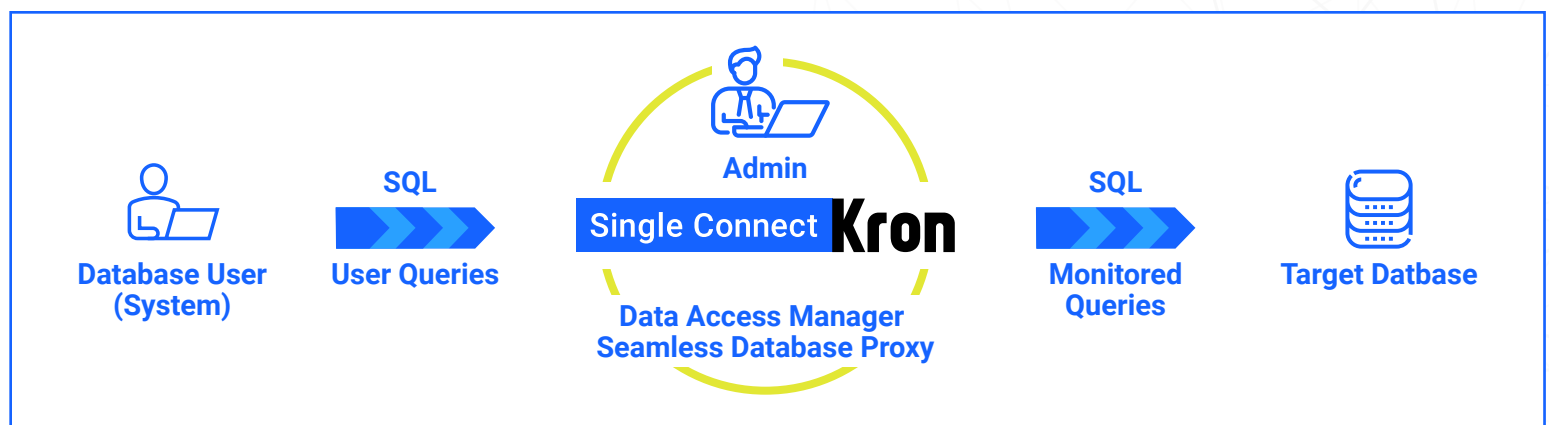 Database User
(System)
SQL
User Queries
Admin
Single Connect Kron
Data Access Manager
Seamless Database Proxy
SQL
Monitored
Queries
Target Datbase